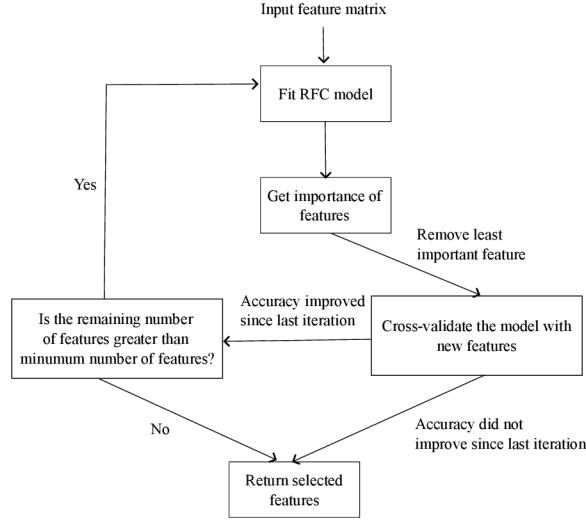 Input feature matrix
Fit RFC model
Yes
Get importance of
features
Remove least
important feature
Is the remaining number
of features greater than
minumum number of features?
Accuracy improved
since last iteration
Cross-validate the model with
new features
No
Accuracy did not
improve since last iteration
Return selected
features